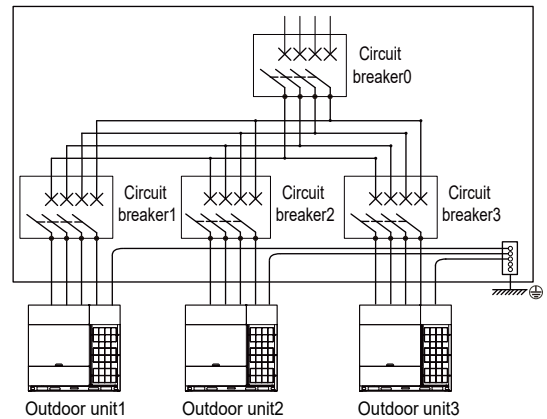 Circuit
breaker0
Circuit
breaker1
Circuit
breaker2
Circuit
breaker3
Outdoor unit1
Outdoor unit2
Outdoor unit3